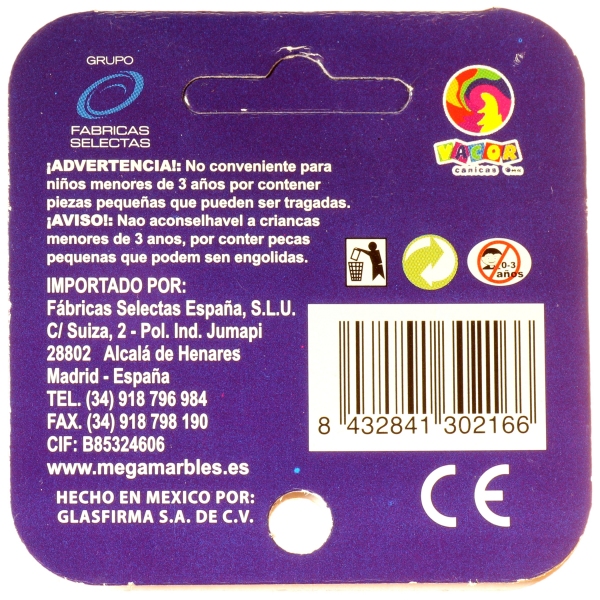 GRUPO
FABRICAS
SELECTAS
VACOR
canicas
¡ADVERTENCIA!: No conveniente para
niños menores de 3 años por contener
piezas pequeñas que pueden ser tragadas.
¡AVISO!: Nao aconselhavel a criancas
menores de 3 anos, por conter pecas
pequenas que podem sen engolidas.
0-3
años
IMPORTADO POR:
Fábricas Selectas España, S.L.U.
C/ Suiza, 2 - Pol. Ind. Jumapi
28802 Alcalá de Henares
Madrid - España
TEL. (34) 918 796 984
FAX. (34) 918 798 190
CIF: B85324606
www.megamarbles.es
8 432841 302166
HECHO EN MEXICO POR:
GLASFIRMA S.A. DE C.V.
CE